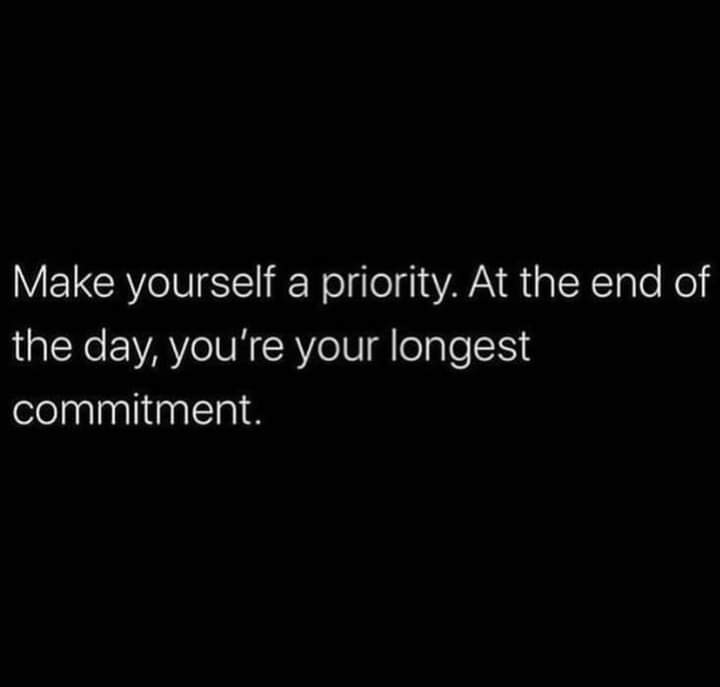 Make yourself a priority. At the end of
the day, you're your longest
commitment.